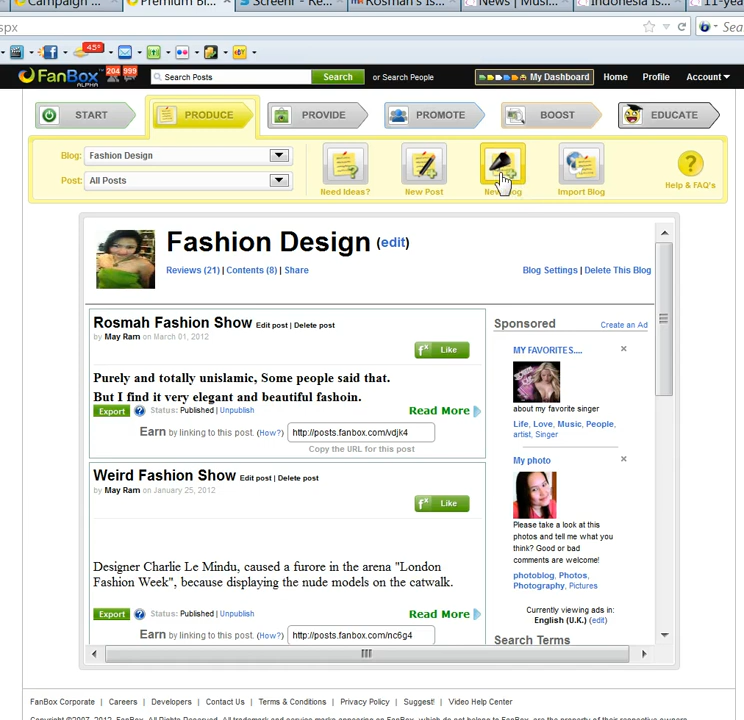 Campaign
Premium Bl...
Screenr - Re...
Rosmah's Is...
News | Musi...
Indonesia Is...
11-year
spx
Sea
45°
FanBox
ALPHA
204
999
Search Posts
Search
or Search People
My Dashboard
Home
Profile
Account
START
PRODUCE
PROVIDE
PROMOTE
BOOST
EDUCATE
Blog:
Fashion Design
Post:
All Posts
Need Ideas?
New Post
Import Blog
Help & FAQ's
Fashion Design (edit)
Reviews (21) | Contents (8) | Share
Blog Settings | Delete This Blog
Rosmah Fashion Show Edit post | Delete post
by May Ram on March 01, 2012
Like
Purely and totally unislamic, Some people said that.
But I find it very elegant and beautiful fashoin.
Export
Status: Published | Unpublish
Read More
Earn by linking to this post. (How?)
http://posts.fanbox.com/vdjk4
Copy the URL for this post
Weird Fashion Show Edit post | Delete post
by May Ram on January 25, 2012
Like
Designer Charlie Le Mindu, caused a furore in the arena "London
Fashion Week", because displaying the nude models on the catwalk.
Export
Status: Published | Unpublish
Read More
Earn by linking to this post. (How?)
http://posts.fanbox.com/nc6g4
Sponsored
Create an Ad
MY FAVORITES....
about my favorite singer
Life, Love, Music, People,
artist, Singer
My photo
Please take a look at this
photos and tell me what you
think? Good or bad
comments are welcome!
photoblog, Photos,
Photography, Pictures
Currently viewing ads in:
English (U.K.) (edit)
Search Terms
FanBox Corporate | Careers | Developers | Contact Us | Terms & Conditions | Privacy Policy | Suggest! | Video Help Center